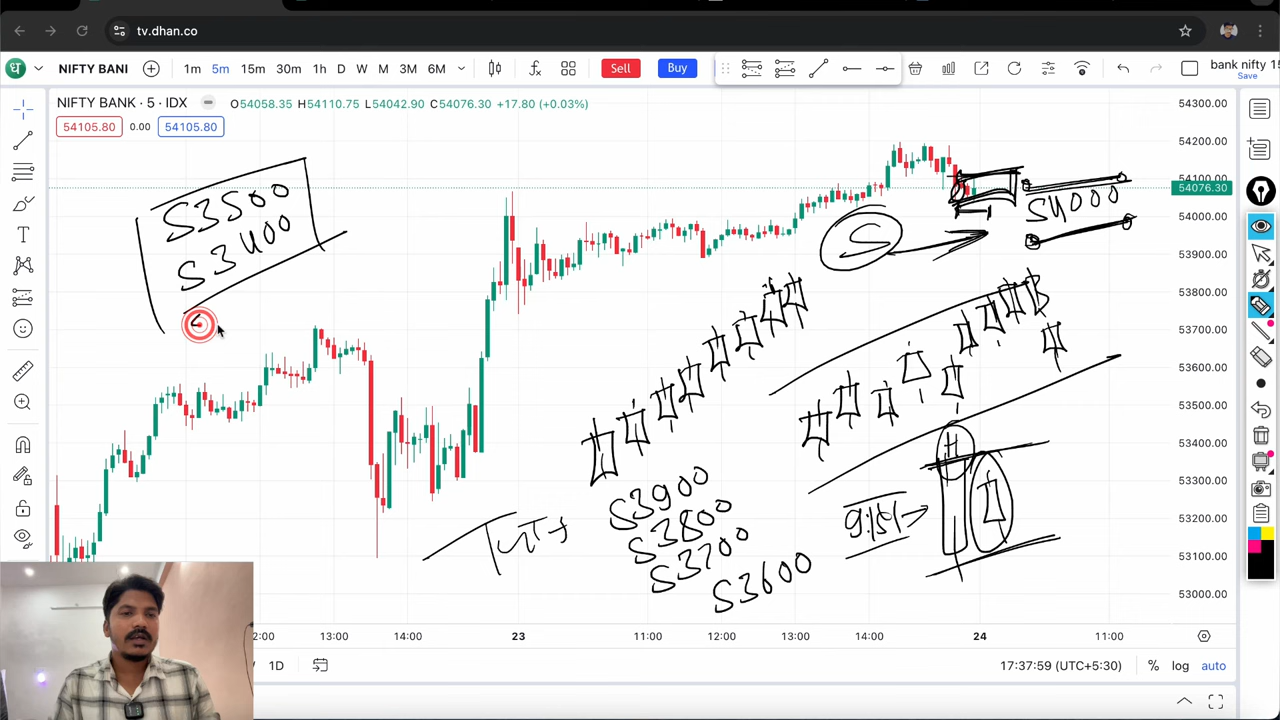 tv.dhan.co
NIFTY BANI 1m 5m 15m 30m 1h D W M 3M 6M Sell Buy bank nifty 15
Save
NIFTY BANK · 5 · IDX O54058.35 H54110.75 L54042.90 C54076.30 +17.80 (+0.03%)
54105.80 0.00 54105.80
54300.00
54200.00
54100.00
54076.30
54000.00
53900.00
53800.00
53700.00
53600.00
53500.00
53400.00
53300.00
53200.00
53100.00
53000.00
53500
53400
S
54000
53900
53800
53700
53600
9:15
H
2:00 13:00 14:00 23 11:00 12:00 13:00 14:00 24 11:00
1D 17:37:59 (UTC+5:30) % log auto